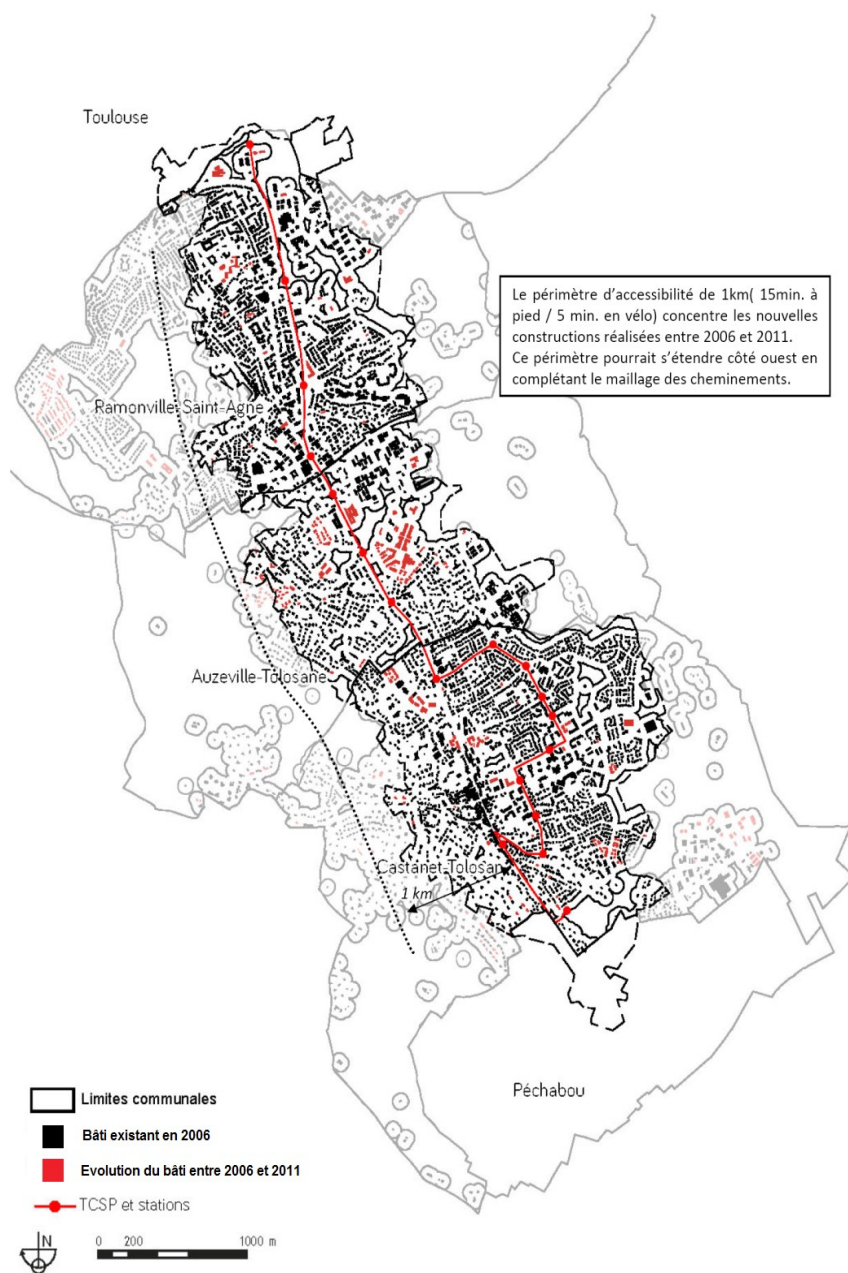 Toulouse
Le périmètre d'accessibilité de 1km( 15min. à
pied / 5 min. en vélo) concentre les nouvelles
constructions réalisées entre 2006 et 2011.
Ce périmètre pourrait s'étendre côté ouest en
complétant le maillage des cheminements.
Ramonville-Saint-Agne
Auzeville-Tolosane
Castanet-Tolosan
1 km
Péchabou
Limites communales
Bâti existant en 2006
Evolution du bâti entre 2006 et 2011
TCSP et stations
N
0 200 1000 m